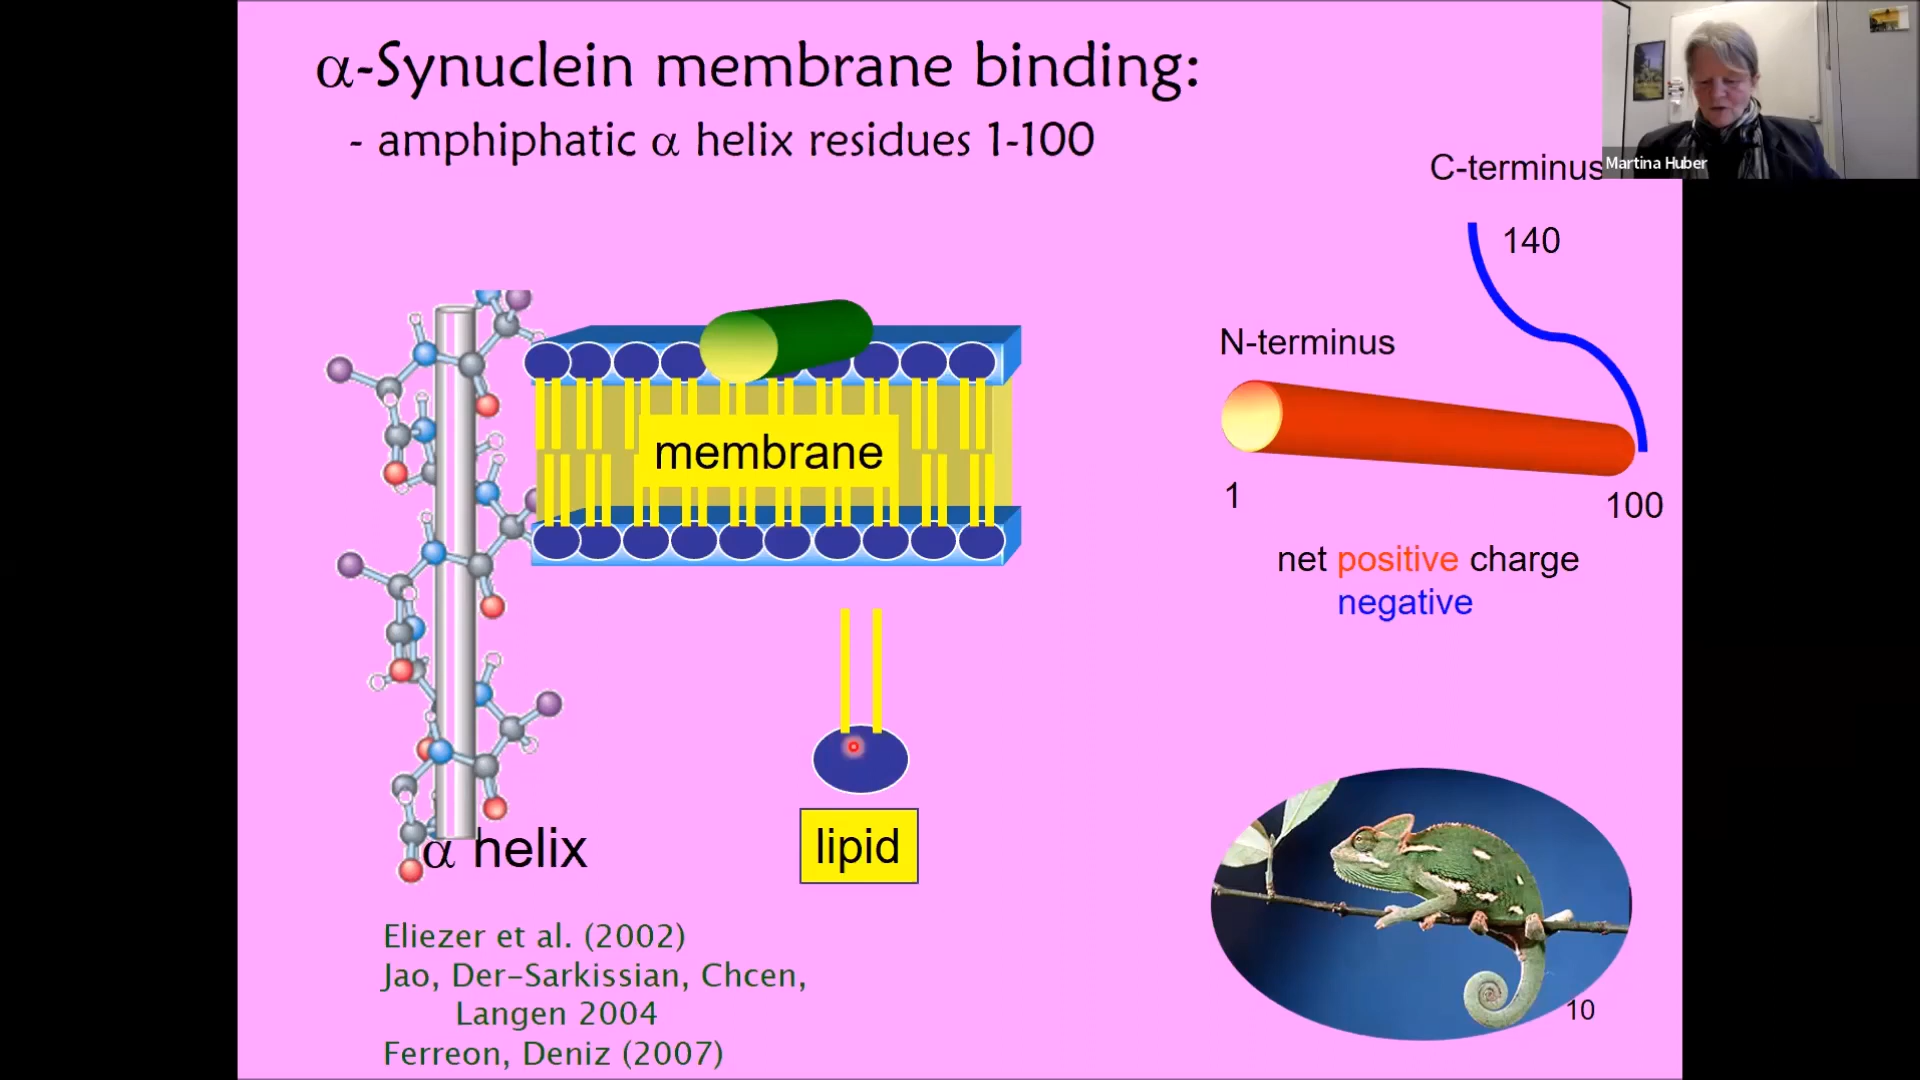 α-Synuclein membrane binding:
- amphiphatic α helix residues 1-100
Martina Huber
C-terminus
140
N-terminus
1
100
net positive charge
negative
membrane
α helix
lipid
Eliezer et al. (2002)
Jao, Der-Sarkissian, Chcen,
Langen 2004
Ferreon, Deniz (2007)
10